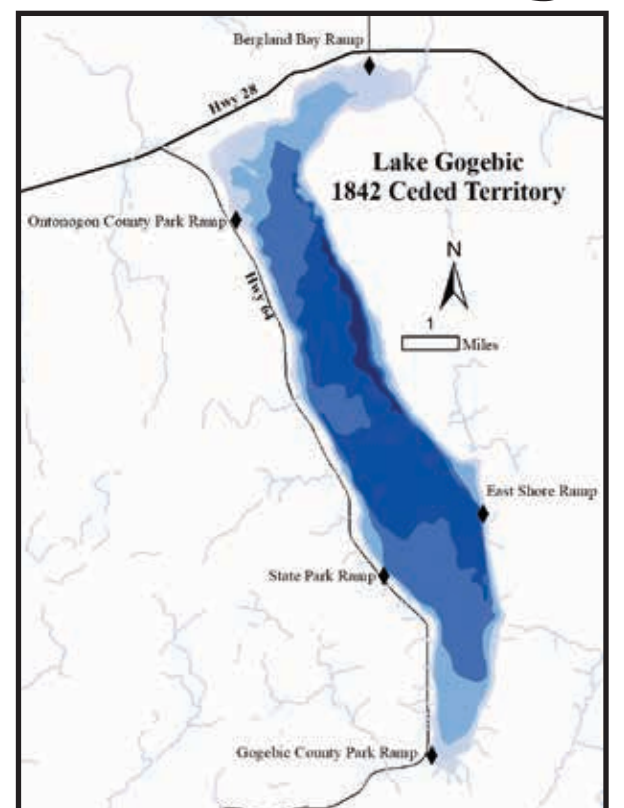 Bergland Bay Ramp
Hwy 28
Lake Gogebic
1842 Ceded Territory
Ontonogon County Park Ramp
N
Hwy 64
1
Miles
East Shore Ramp
State Park Ramp
Gogebic County Park Ramp